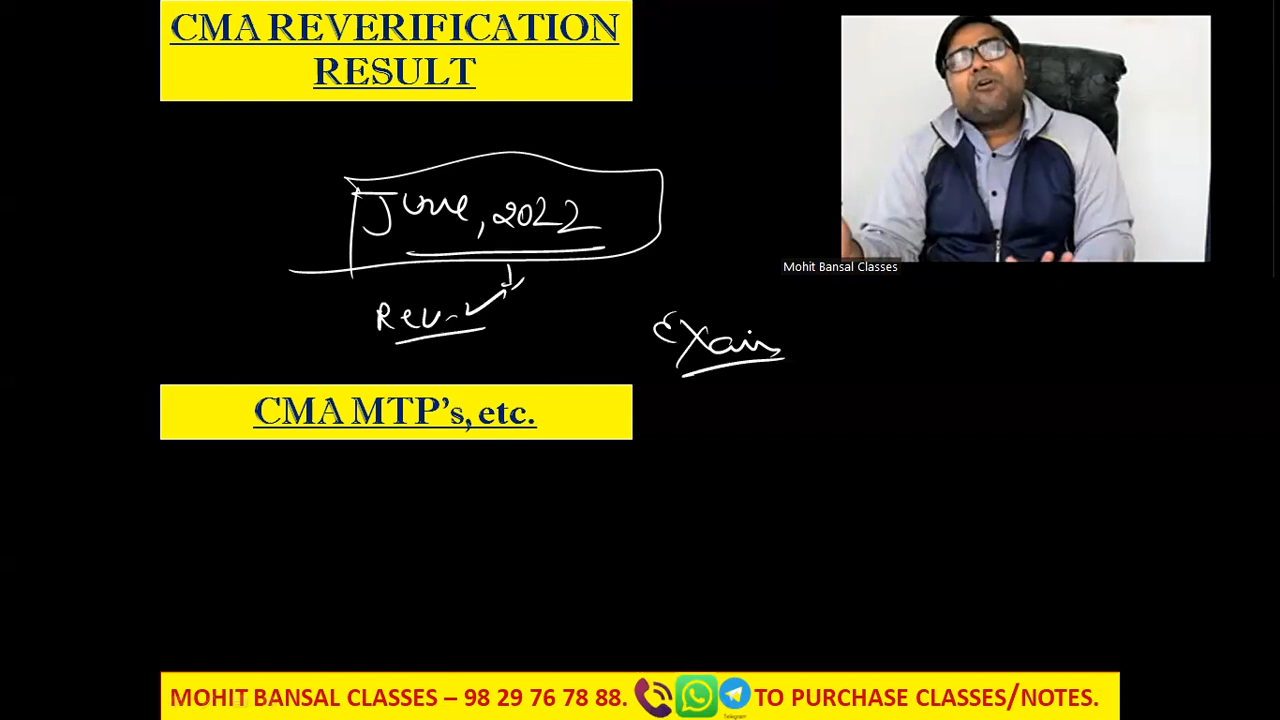 CMA REVERIFICATION
RESULT
June, 2022
Rev-
Exam
CMA MTP's, etc.
Mohit Bansal Classes
MOHIT BANSAL CLASSES – 98 29 76 78 88. TO PURCHASE CLASSES/NOTES.
Telegram